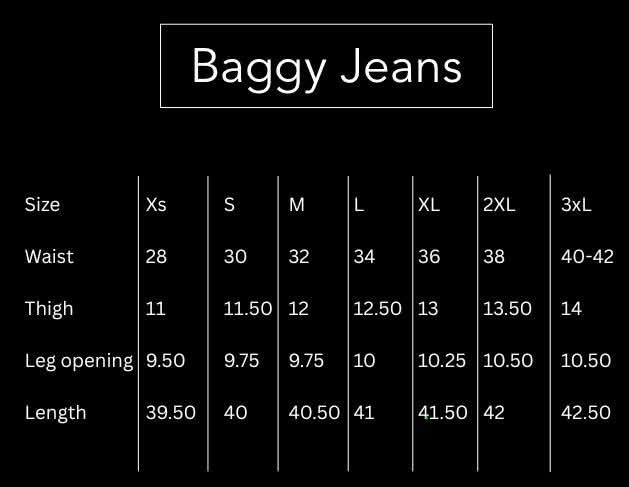 Baggy Jeans
Size Xs S M L XL 2XL 3xL
Waist 28 30 32 34 36 38 40-42
Thigh 11 11.50 12 12.50 13 13.50 14
Leg opening 9.50 9.75 9.75 10 10.25 10.50 10.50
Length 39.50 40 40.50 41 41.50 42 42.50